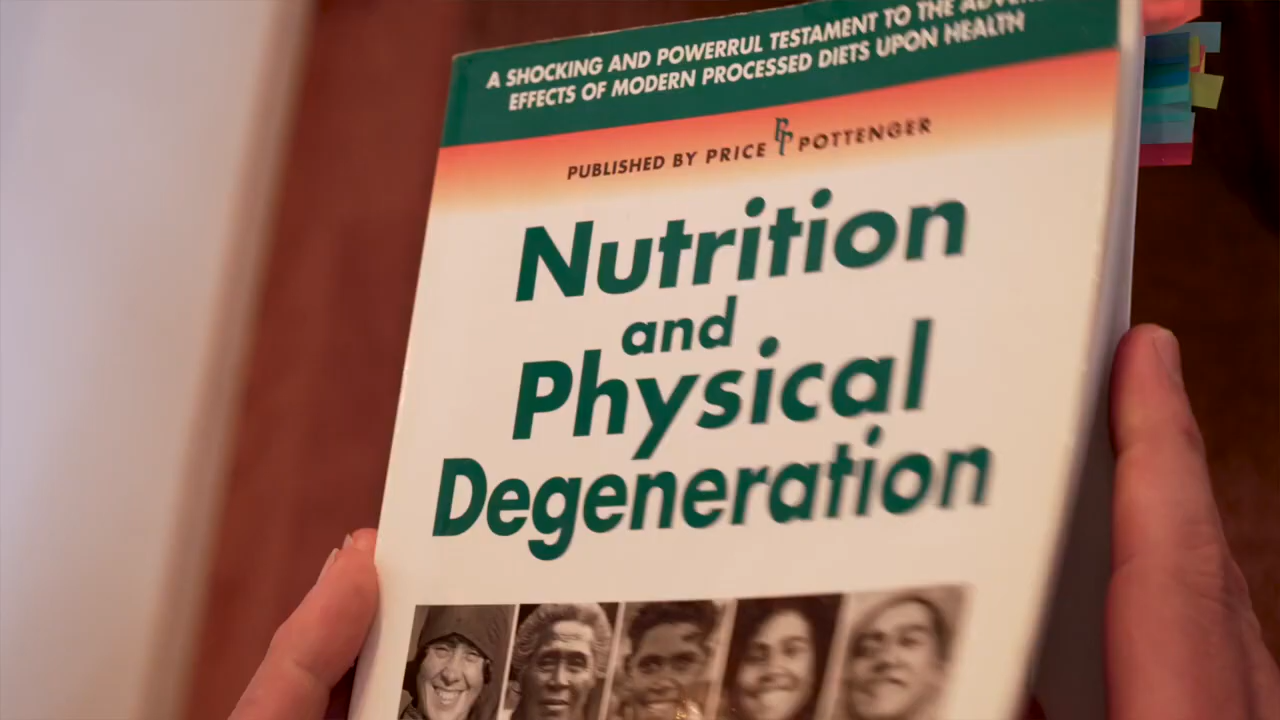 A SHOCKING AND POWERRUL TESTAMENT TO THE
EFFECTS OF MODERN PROCESSED DIETS UPON HEALTH
PUBLISHED BY PRICE PP POTTENGER
Nutrition
and
Physical
Degeneration